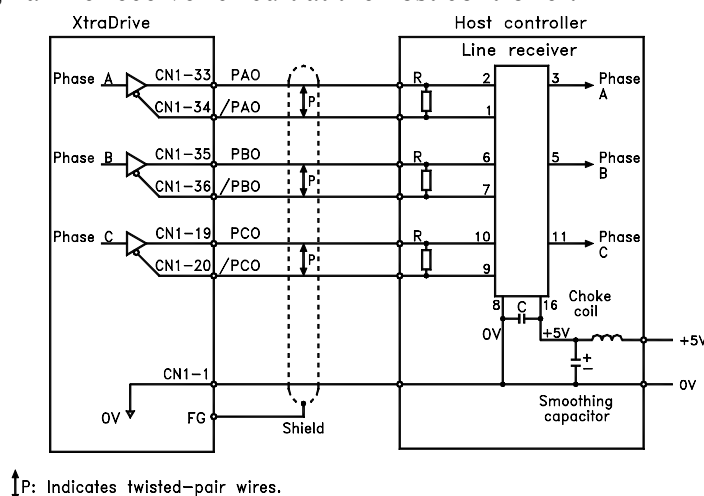 XtraDrive
Host controller
Line receiver
Phase A
CN1-33
PAO
R
2
3
Phase A
P
CN1-34
/PAO
1
Phase B
CN1-35
PBO
R
6
5
Phase B
P
CN1-36
/PBO
7
Phase C
CN1-19
PCO
R
10
11
Phase C
P
CN1-20
/PCO
9
8
C
16
Choke coil
0V
+5V
+5V
+
−
CN1-1
0V
0V
FG
Shield
Smoothing capacitor
P: Indicates twisted-pair wires.